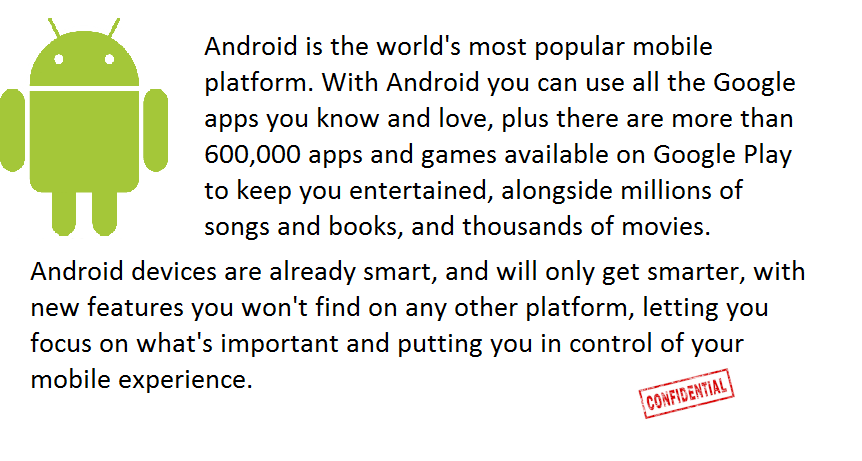 Android is the world's most popular mobile
platform. With Android you can use all the Google
apps you know and love, plus there are more than
600,000 apps and games available on Google Play
to keep you entertained, alongside millions of
songs and books, and thousands of movies.
Android devices are already smart, and will only get smarter, with
new features you won't find on any other platform, letting you
focus on what's important and putting you in control of your
mobile experience.
CONFIDENTIAL